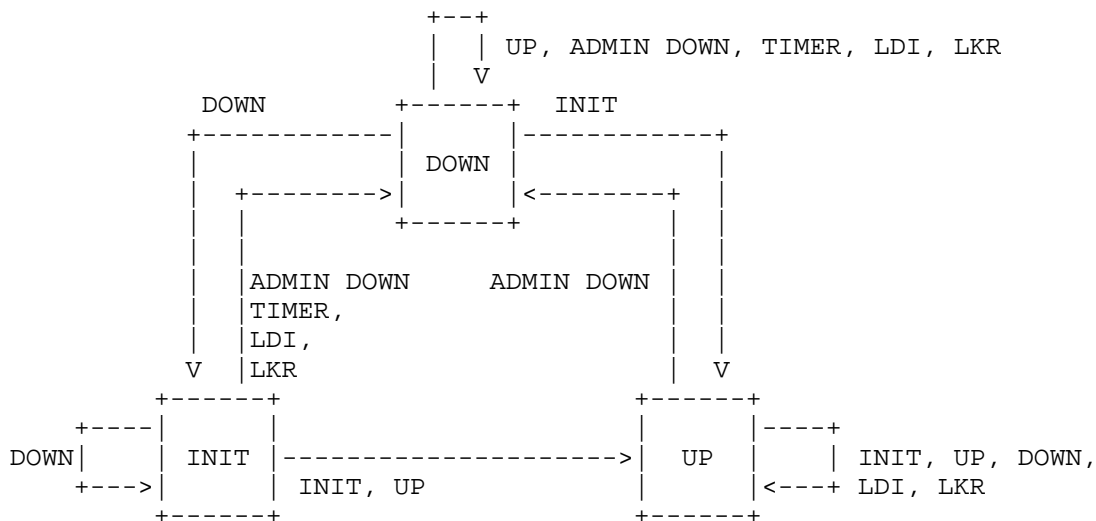 UP, ADMIN DOWN, TIMER, LDI, LKR
DOWN INIT
DOWN
ADMIN DOWN ADMIN DOWN
TIMER,
LDI,
LKR
DOWN INIT UP INIT, UP, DOWN,
INIT, UP LDI, LKR